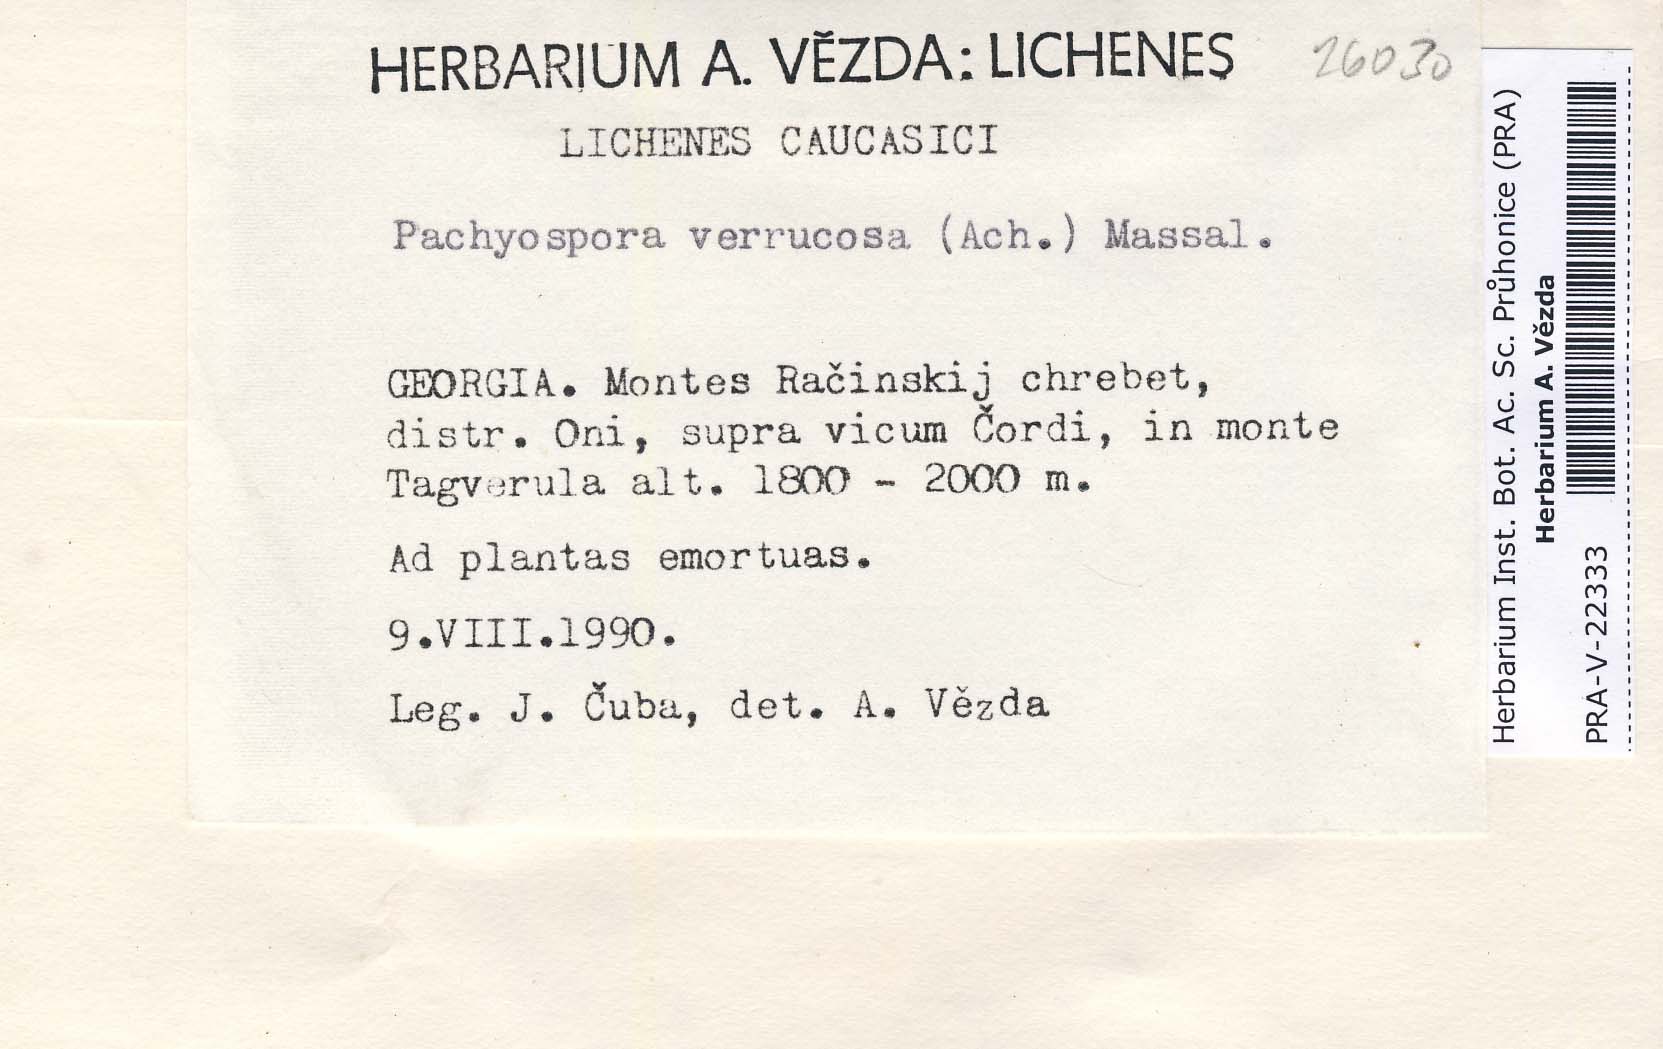 HERBARIUM A. VĚZDA: LICHENES 26030
LICHENES CAUCASICI
Pachyospora verrucosa (Ach.) Massal.
GEORGIA. Montes Račinskij chrebet,
distr. Oni, supra vicum Čordi, in monte
Tagverula alt. 1800 - 2000 m.
Ad plantas emortuas.
9.VIII.1990.
Leg. J. Čuba, det. A. Vězda
Herbarium Inst. Bot. Ac. Sc. Průhonice (PRA)
Herbarium A. Vězda
PRA-V-22333